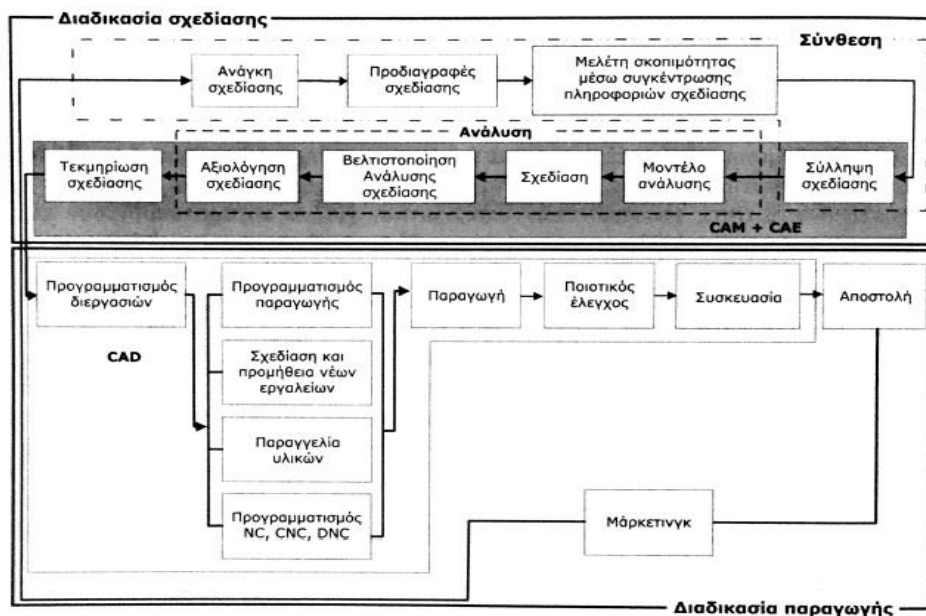 Διαδικασία σχεδίασης
Σύνθεση
Ανάγκη
σχεδίασης
Προδιαγραφές
σχεδίασης
Μελέτη σκοπιμότητας
μέσω συγκέντρωσης
πληροφοριών σχεδίασης
Ανάλυση
Τεκμηρίωση
σχεδίασης
Αξιολόγηση
σχεδίασης
Βελτιστοποίηση
Ανάλυσης
σχεδίασης
Σχεδίαση
Μοντέλο
ανάλυσης
Σύλληψη
σχεδίασης
CAM + CAE
Προγραμματισμός
διεργασιών
CAD
Προγραμματισμός
παραγωγής
Σχεδίαση και
προμήθεια νέων
εργαλείων
Παραγγελία
υλικών
Προγραμματισμός
NC, CNC, DNC
Παραγωγή
Ποιοτικός
έλεγχος
Συσκευασία
Αποστολή
Μάρκετινγκ
Διαδικασία παραγωγής